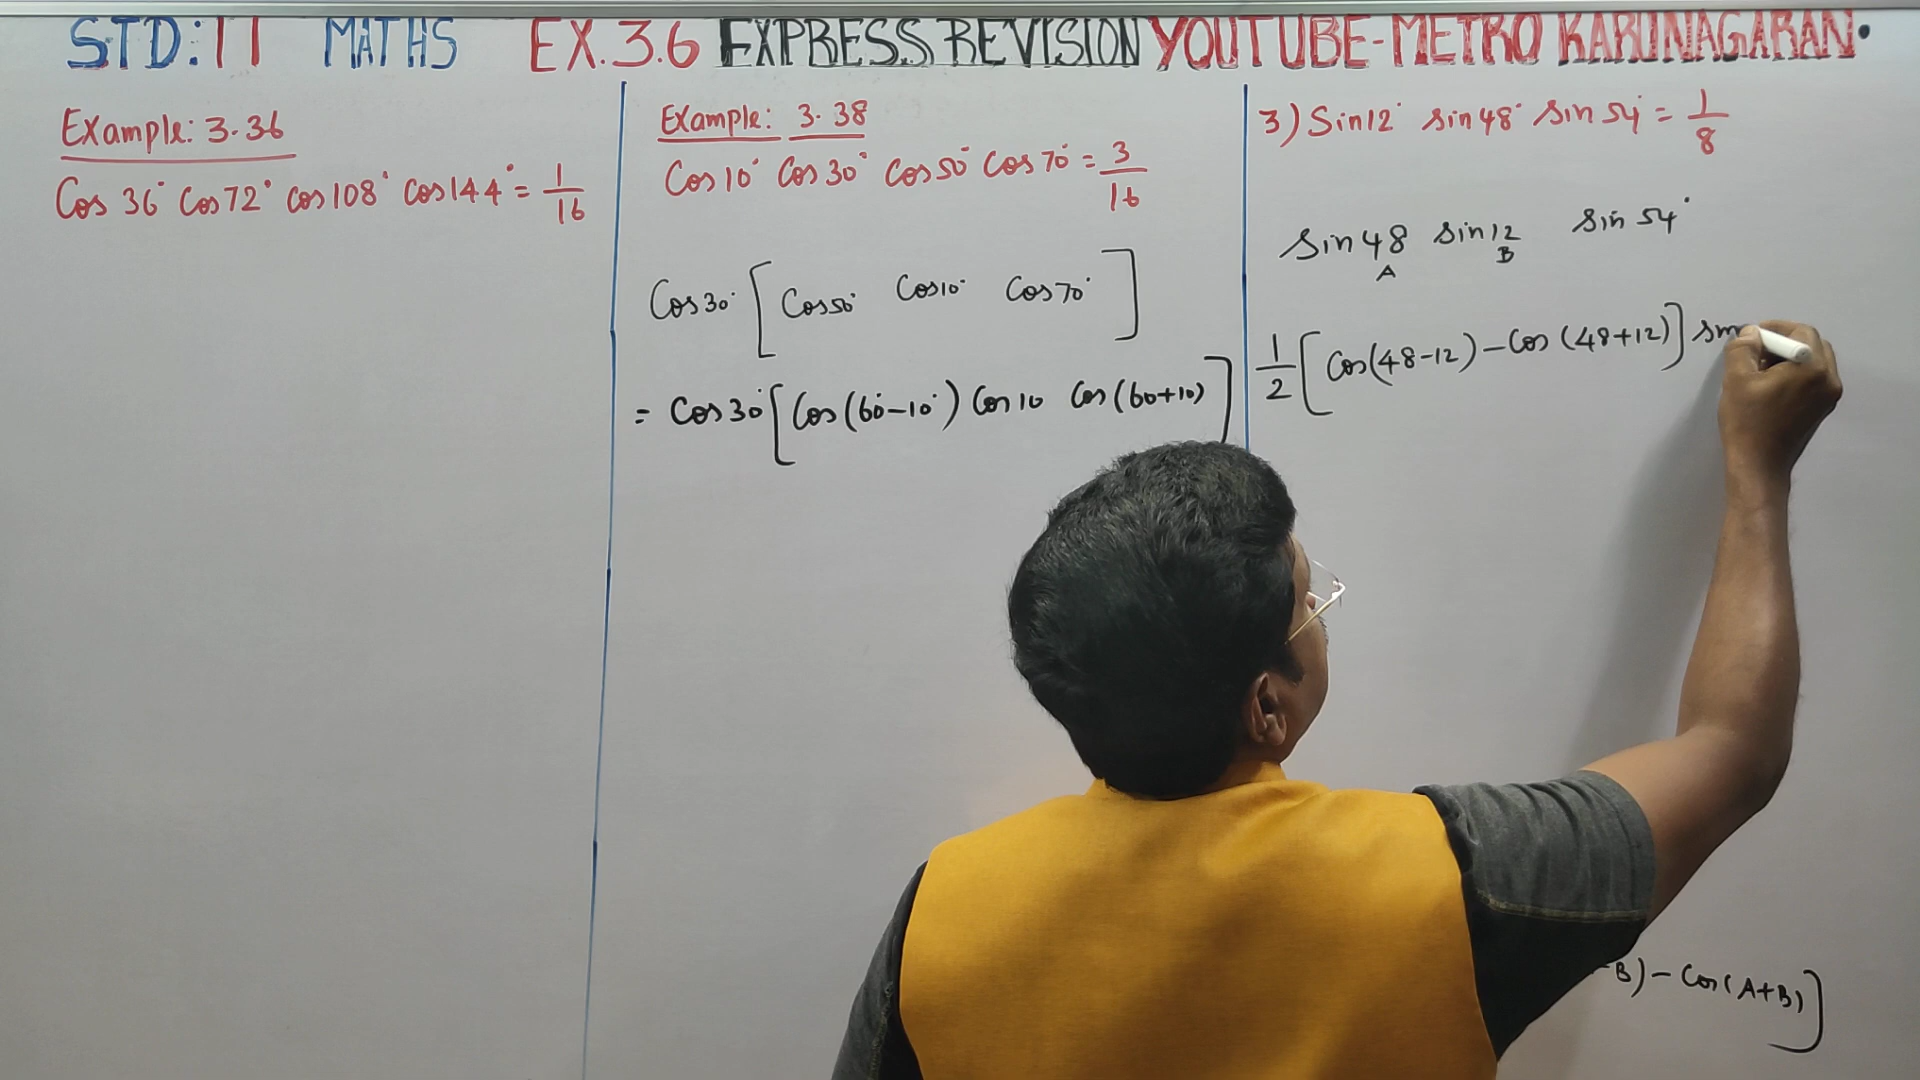 STD:11 MATHS EX.3.6 EXPRESS REVISION YOUTUBE-METRO KARUNAGARAN.
Example: 3.36
Cos 36° Cos 72° cos 108° cos 144° = 1/16
Example: 3.38
Cos 10° Cos 30° Cos 50° Cos 70° = 3/16
Cos 30° [ Cos 50° Cos 10° Cos 70° ]
= Cos 30° [ Cos (60°-10°) Cos 10 Cos (60+10) ]
3) Sin 12° sin 48° sin 54° = 1/8
Sin 48 Sin 12 Sin 54°
A B
1/2 [ Cos(48-12) - Cos (48+12) ]
B) - Cos (A+B) ]